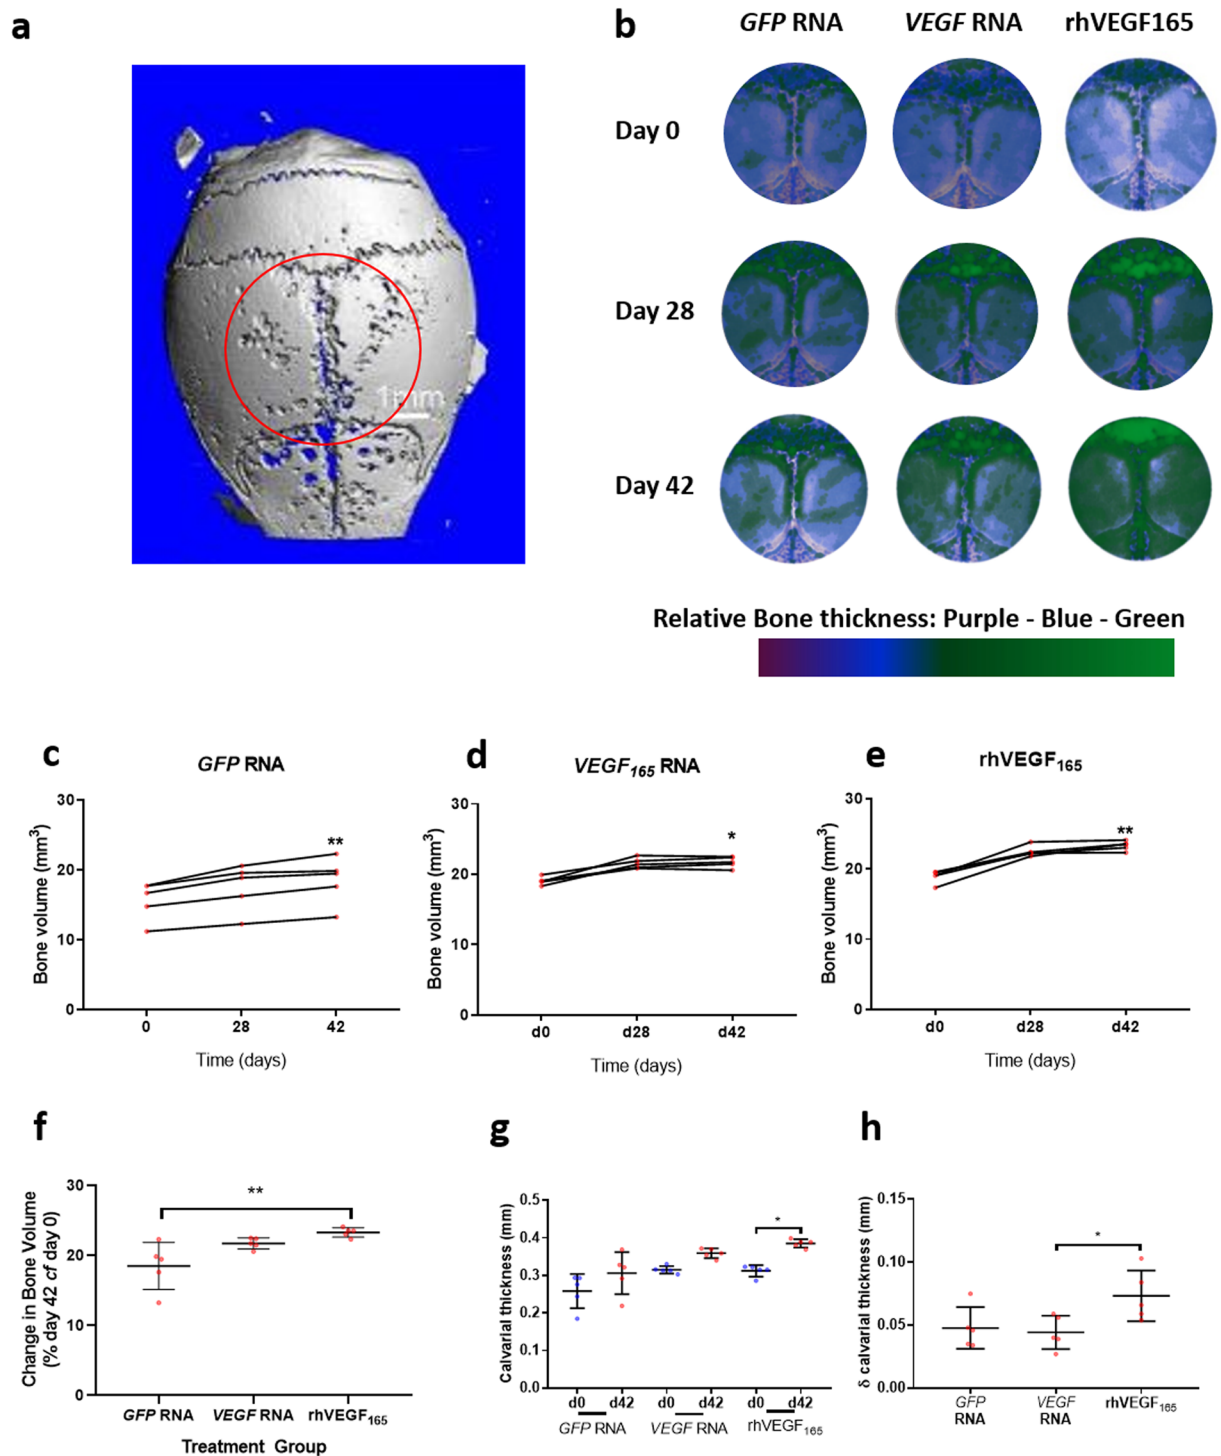 a
1mm
b
GFP RNA VEGF RNA rhVEGF165
Day 0
Day 28
Day 42
Relative Bone thickness: Purple - Blue - Green
c
GFP RNA
Bone volume (mm³)
30
20
10
0
**
0 28 42
Time (days)
d
VEGF₁₆₅ RNA
Bone volume (mm³)
30
20
10
0
*
d0 d28 d42
Time (days)
e
rhVEGF₁₆₅
Bone volume (mm³)
30
20
10
0
**
d0 d28 d42
Time (days)
f
Change in Bone Volume
(% day 42 cf day 0)
30
20
10
0
**
GFP RNA VEGF RNA rhVEGF₁₆₅
Treatment Group
g
Calvarial thickness (mm)
0.5
0.4
0.3
0.2
0.1
0.0
*
d0 d42 d0 d42 d0 d42
GFP RNA VEGF RNA rhVEGF₁₆₅
h
δ calvarial thickness (mm)
0.15
0.10
0.05
0.00
*
GFP VEGF rhVEGF₁₆₅
RNA RNA